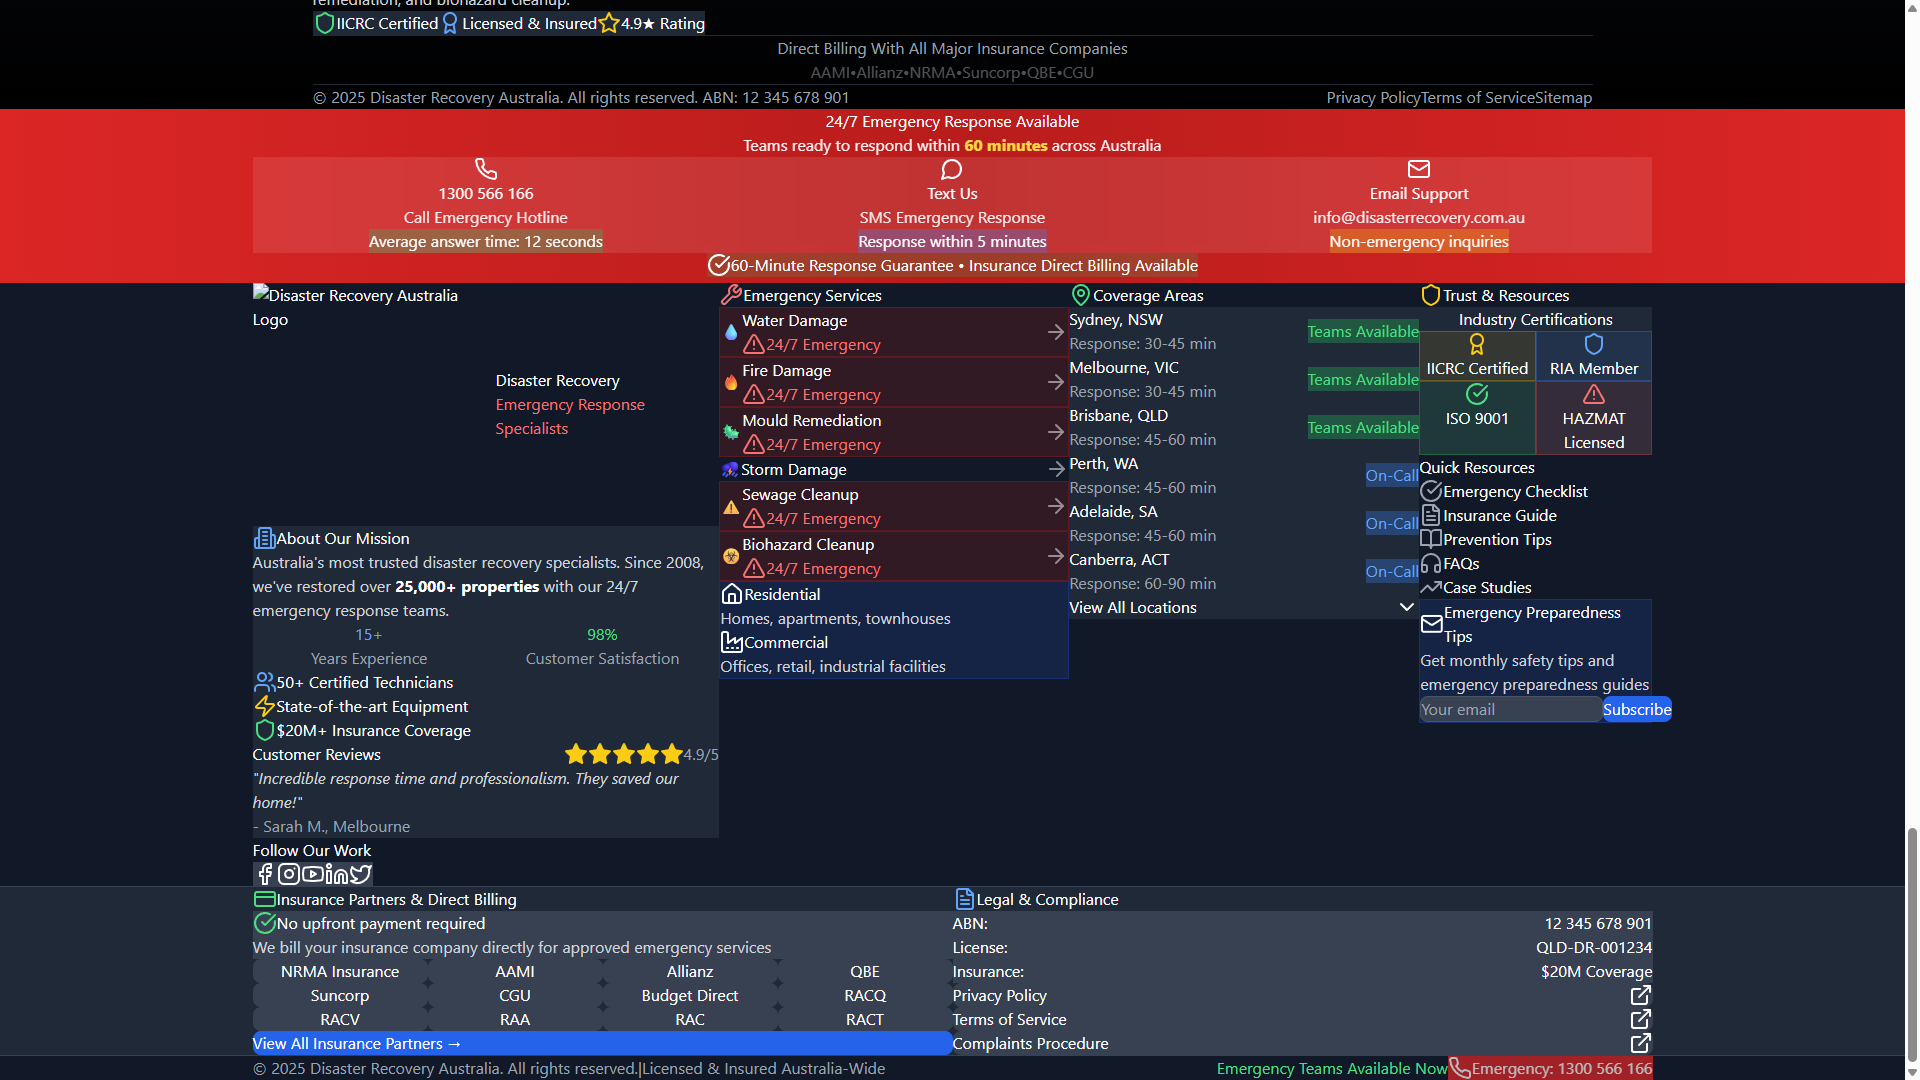 remediation, and biohazard cleanup.
IICRC Certified Licensed & Insured 4.9★ Rating
Direct Billing With All Major Insurance Companies
AAMI•Allianz•NRMA•Suncorp•QBE•CGU
© 2025 Disaster Recovery Australia. All rights reserved. ABN: 12 345 678 901
Privacy PolicyTerms of ServiceSitemap
24/7 Emergency Response Available
Teams ready to respond within 60 minutes across Australia
1300 566 166
Call Emergency Hotline
Average answer time: 12 seconds
Text Us
SMS Emergency Response
Response within 5 minutes
Email Support
info@disasterrecovery.com.au
Non-emergency inquiries
60-Minute Response Guarantee • Insurance Direct Billing Available
Disaster Recovery Australia
Logo
Disaster Recovery
Emergency Response
Specialists
About Our Mission
Australia's most trusted disaster recovery specialists. Since 2008,
we've restored over 25,000+ properties with our 24/7
emergency response teams.
15+
Years Experience
98%
Customer Satisfaction
50+ Certified Technicians
State-of-the-art Equipment
$20M+ Insurance Coverage
Customer Reviews
4.9/5
"Incredible response time and professionalism. They saved our
home!"
- Sarah M., Melbourne
Follow Our Work
Emergency Services
Water Damage
24/7 Emergency
Fire Damage
24/7 Emergency
Mould Remediation
24/7 Emergency
Storm Damage
Sewage Cleanup
24/7 Emergency
Biohazard Cleanup
24/7 Emergency
Residential
Homes, apartments, townhouses
Commercial
Offices, retail, industrial facilities
Coverage Areas
Sydney, NSW
Response: 30-45 min
Teams Available
Melbourne, VIC
Response: 30-45 min
Teams Available
Brisbane, QLD
Response: 45-60 min
Teams Available
Perth, WA
Response: 45-60 min
On-Call
Adelaide, SA
Response: 45-60 min
On-Call
Canberra, ACT
Response: 60-90 min
On-Call
View All Locations
Trust & Resources
Industry Certifications
IICRC Certified
RIA Member
ISO 9001
HAZMAT
Licensed
Quick Resources
Emergency Checklist
Insurance Guide
Prevention Tips
FAQs
Case Studies
Emergency Preparedness
Tips
Get monthly safety tips and
emergency preparedness guides
Your email
Subscribe
Insurance Partners & Direct Billing
No upfront payment required
We bill your insurance company directly for approved emergency services
NRMA Insurance AAMI Allianz QBE
Suncorp CGU Budget Direct RACQ
RACV RAA RAC RACT
View All Insurance Partners →
Legal & Compliance
ABN: 12 345 678 901
License: QLD-DR-001234
Insurance: $20M Coverage
Privacy Policy
Terms of Service
Complaints Procedure
© 2025 Disaster Recovery Australia. All rights reserved.|Licensed & Insured Australia-Wide
Emergency Teams Available Now
Emergency: 1300 566 166